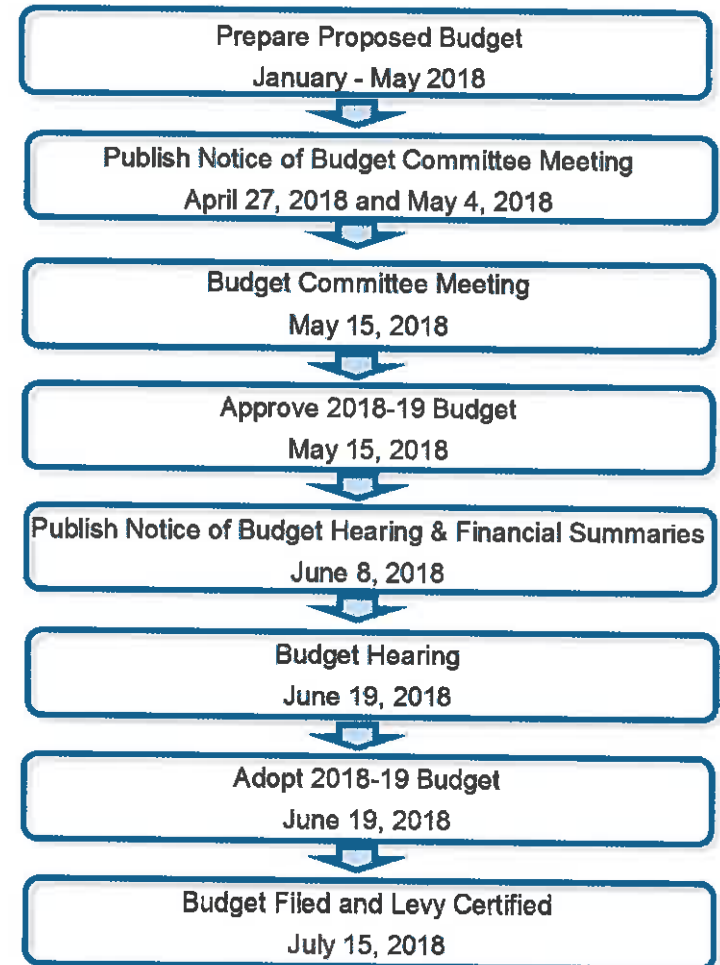 Prepare Proposed Budget
January - May 2018
Publish Notice of Budget Committee Meeting
April 27, 2018 and May 4, 2018
Budget Committee Meeting
May 15, 2018
Approve 2018-19 Budget
May 15, 2018
Publish Notice of Budget Hearing & Financial Summaries
June 8, 2018
Budget Hearing
June 19, 2018
Adopt 2018-19 Budget
June 19, 2018
Budget Filed and Levy Certified
July 15, 2018